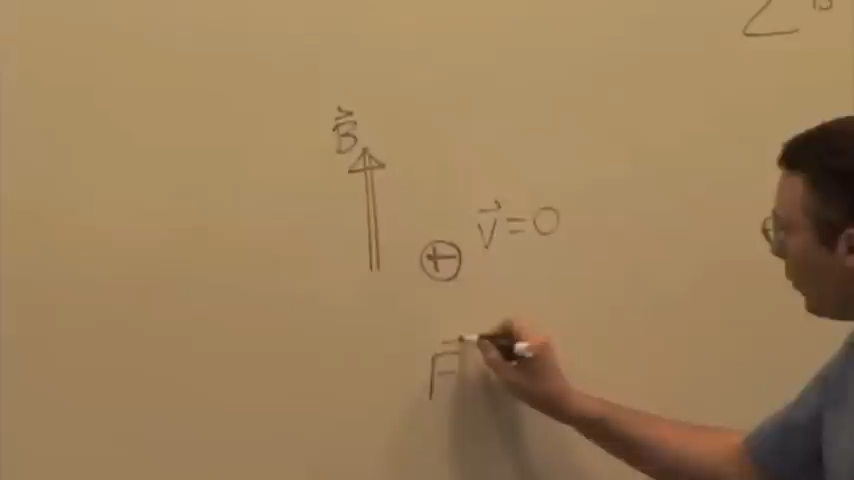 B⃗
v⃗ = 0
+
F⃗